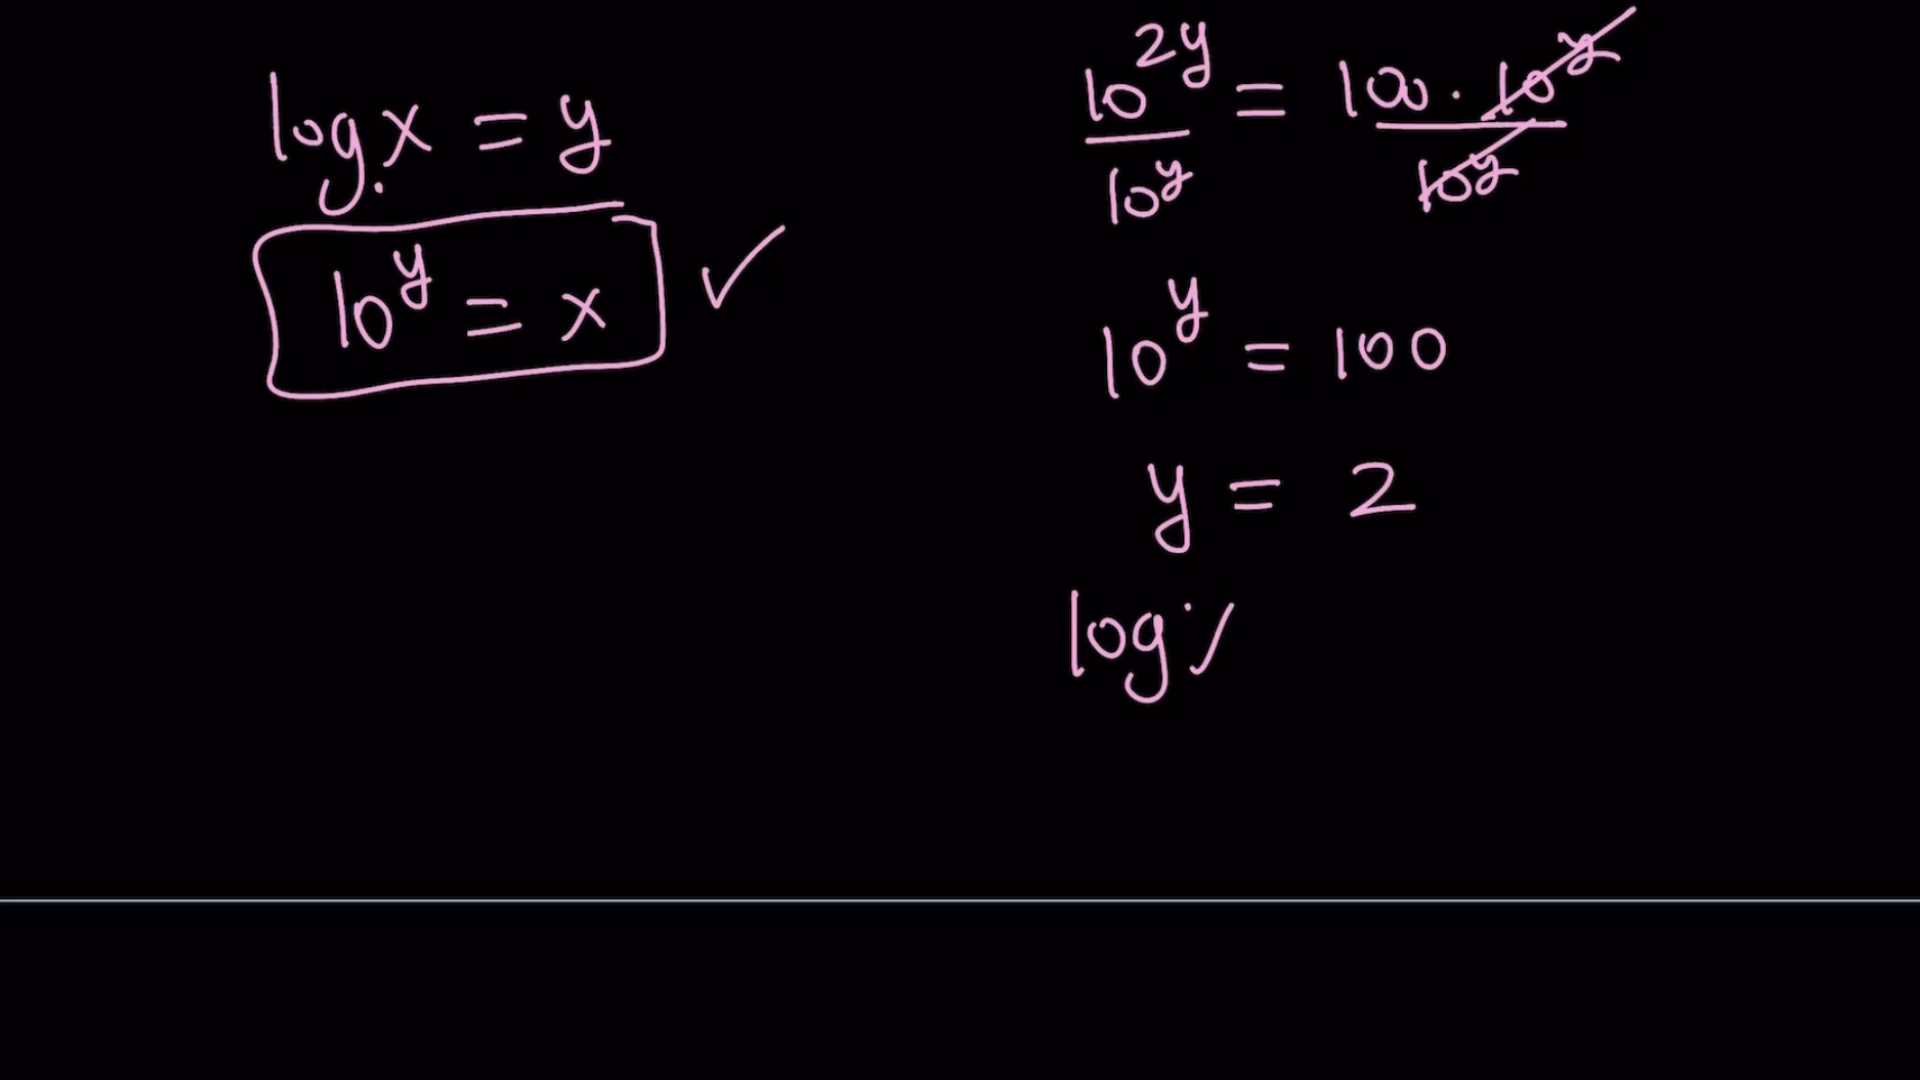 log x = y
10^y = x ✓
10^{2y}/10^y = 100 · 10^y/10^y
10^y = 100
y = 2
log